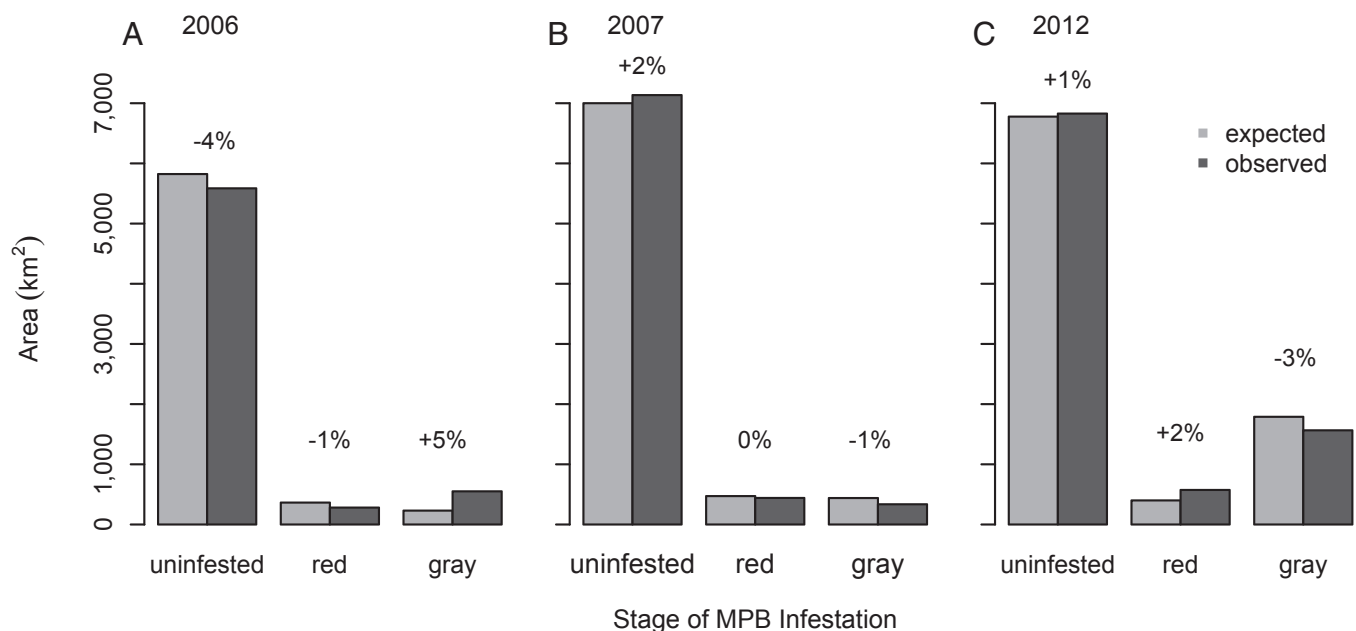 A 2006
B 2007
C 2012
-4%
-1%
+5%
+2%
0%
-1%
+1%
+2%
-3%
expected
observed
Area (km²)
7,000
5,000
3,000
1,000
0
uninfested red gray
uninfested red gray
uninfested red gray
Stage of MPB Infestation